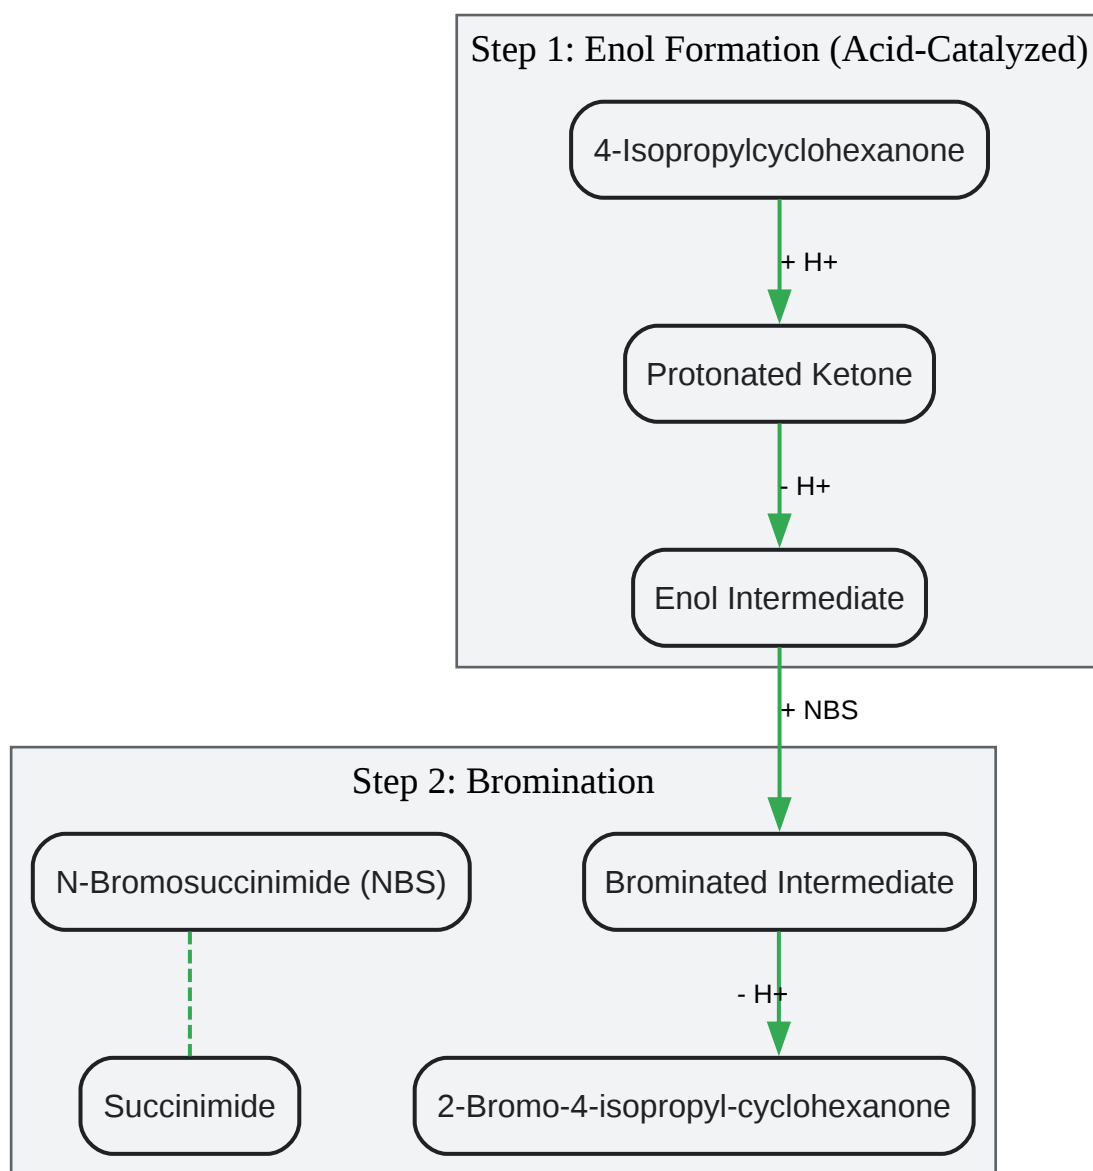 Step 1: Enol Formation (Acid-Catalyzed)
4-Isopropylcyclohexanone
+ H+
Protonated Ketone
- H+
Enol Intermediate
+ NBS
Step 2: Bromination
N-Bromosuccinimide (NBS)
Brominated Intermediate
- H+
Succinimide
2-Bromo-4-isopropyl-cyclohexanone